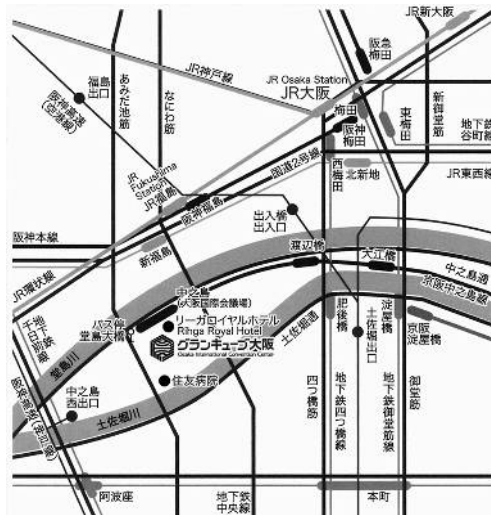 JR新大阪
阪急
梅田
JR神戸線
JR Osaka Station
JR大阪
福島
出口
阪神高速
(空港線)
あみだ池筋
なにわ筋
梅田
阪神
梅田
東梅田
新御堂筋
地下鉄
谷町線
国道2号線
JR
Fukushima
Station
JR福島
阪神福島
西梅田
北新地
JR東西線
出入橋
出入口
阪神本線
新福島
渡辺橋
大江橋
中之島通
京阪中之島線
JR環状線
中之島
(大阪国際会議場)
バス停
堂島大橋
リーガロイヤルホテル
Rihga Royal Hotel
グランキューブ大阪
Osaka International Convention Center
地下鉄
千日前線
堂島川
土佐堀通
肥後橋
土佐堀出口
淀屋橋
京阪
淀屋橋
住友病院
中之島
西出口
土佐堀川
四つ橋筋
地下鉄四つ橋線
地下鉄御堂筋線
御堂筋
阿波座
地下鉄
中央線
本町